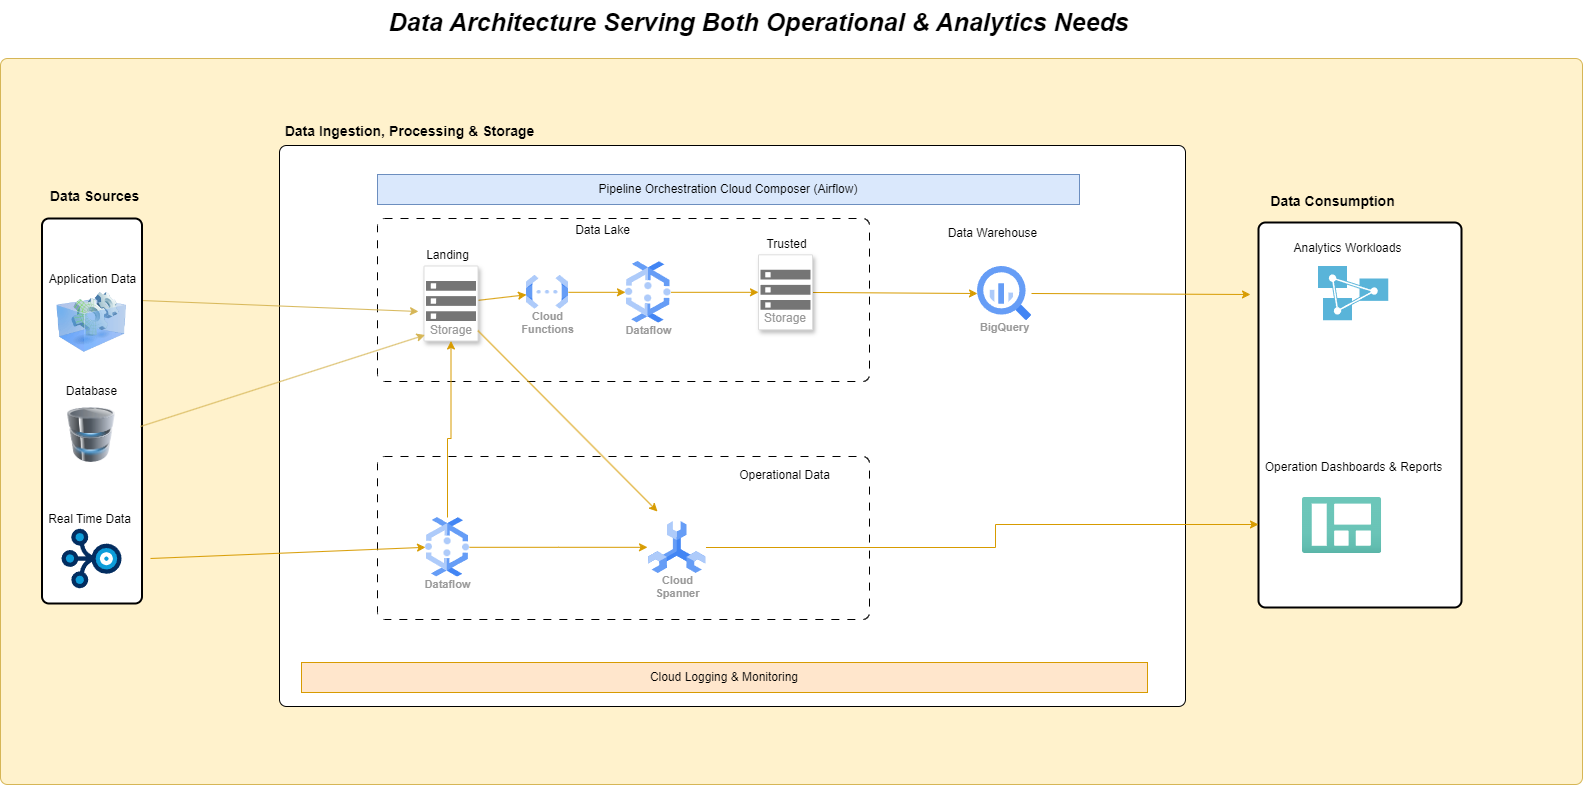 Data Architecture Serving Both Operational & Analytics Needs
Data Ingestion, Processing & Storage
Data Sources
Application Data
Database
Real Time Data
Pipeline Orchestration Cloud Composer (Airflow)
Data Lake
Landing
Storage
Cloud
Functions
Dataflow
Trusted
Storage
Data Warehouse
BigQuery
Operational Data
Dataflow
Cloud
Spanner
Cloud Logging & Monitoring
Data Consumption
Analytics Workloads
Operation Dashboards & Reports